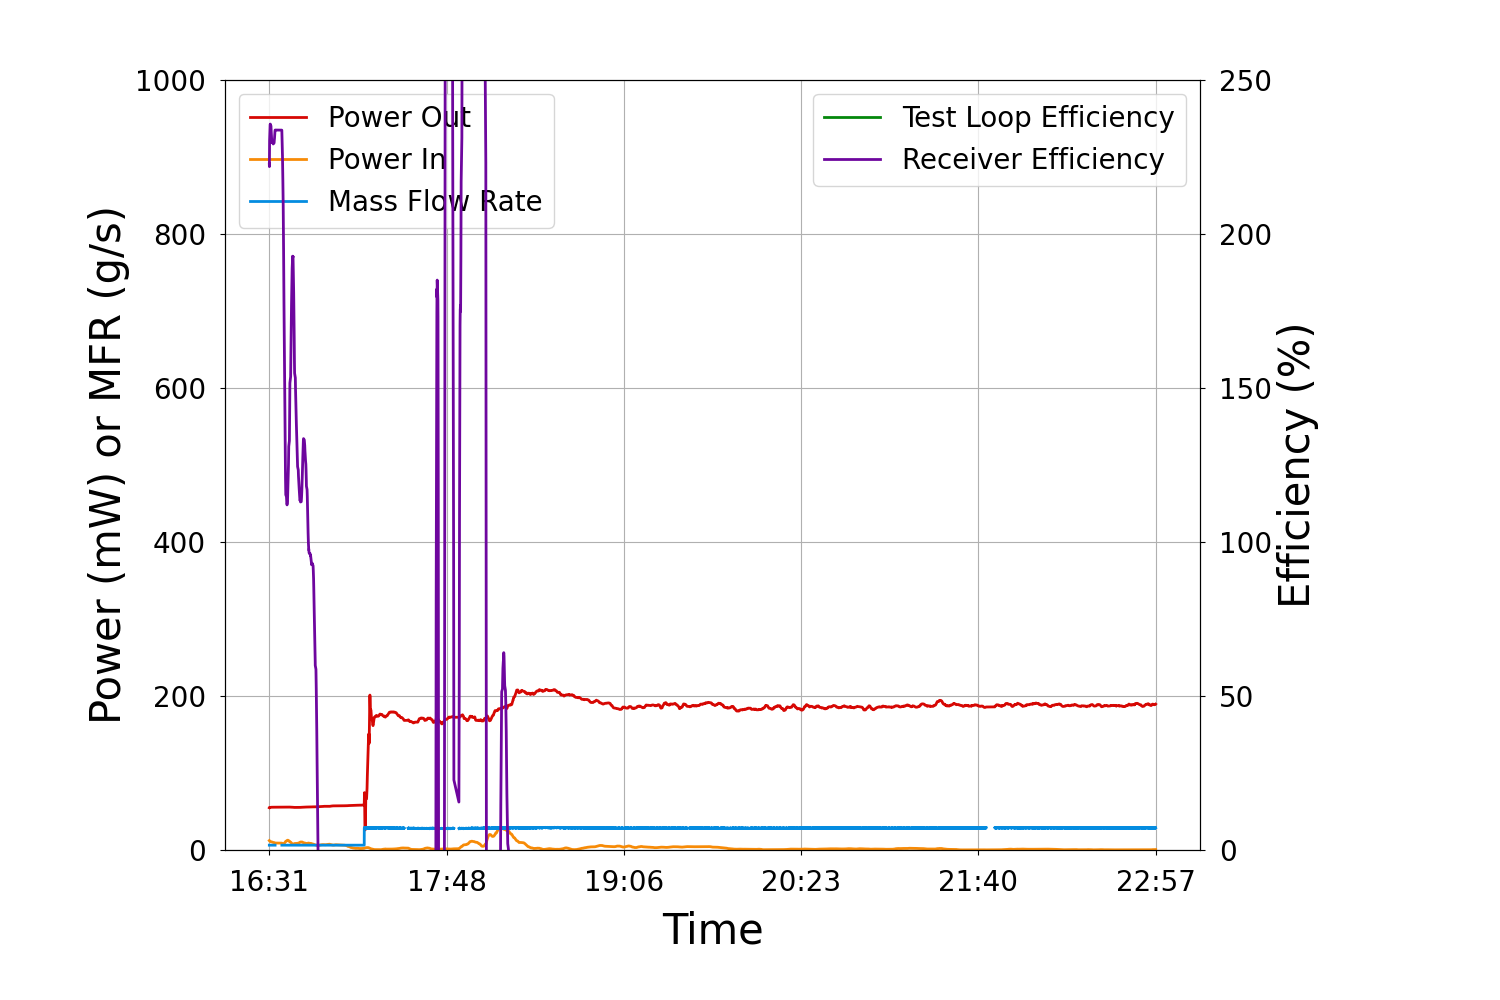 Power Out
Power In
Mass Flow Rate
Test Loop Efficiency
Receiver Efficiency
1000
800
600
400
200
0
Power (mW) or MFR (g/s)
250
200
150
100
50
0
Efficiency (%)
16:31
17:48
19:06
20:23
21:40
22:57
Time